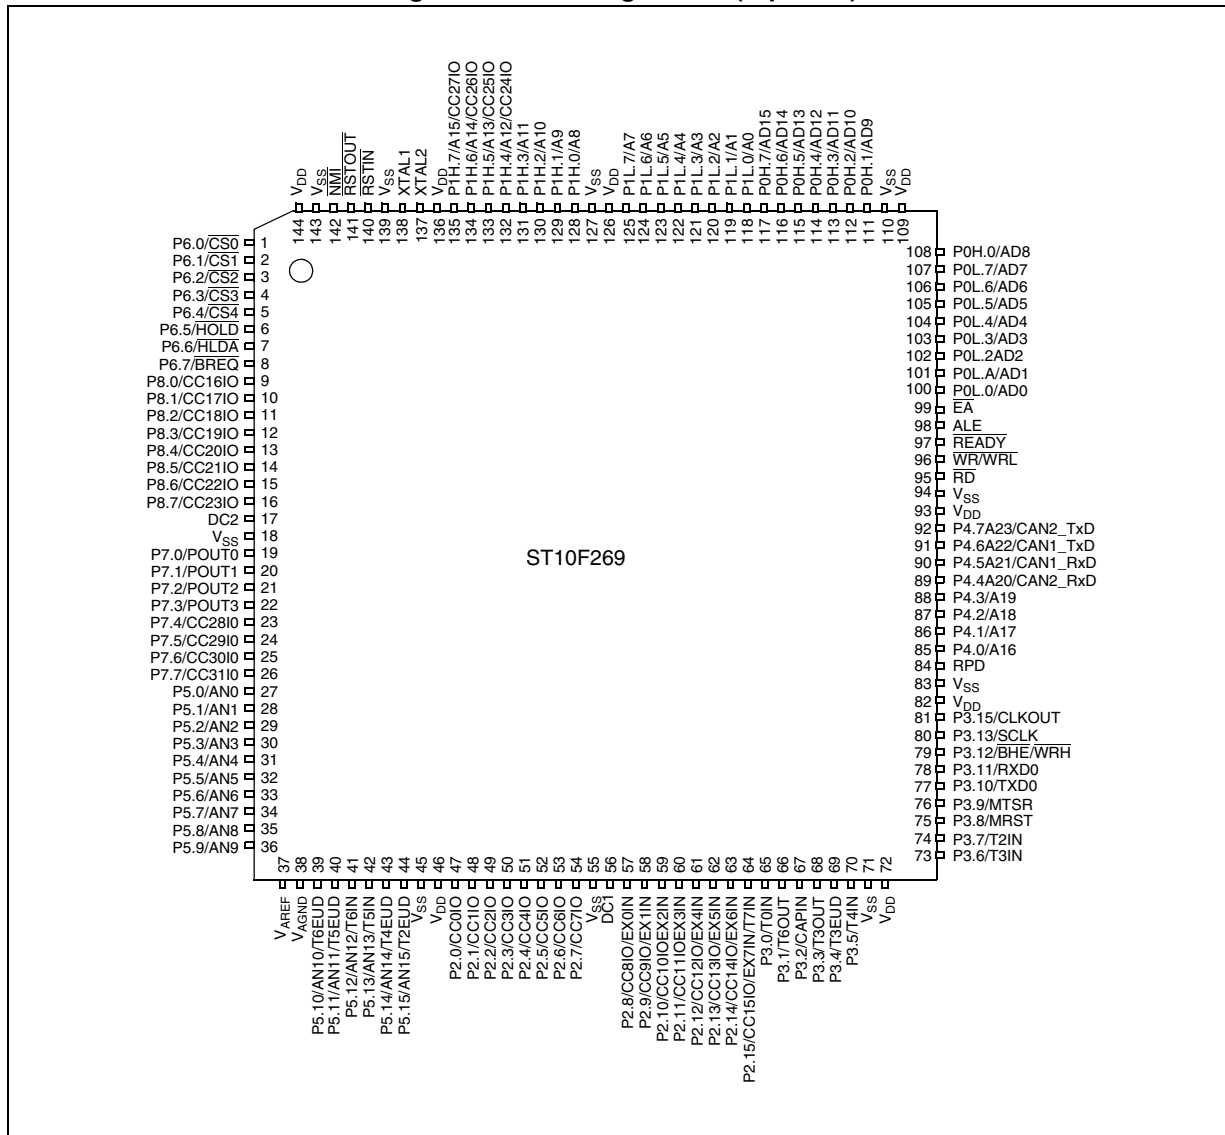 V_DD
V_SS
NMI
RSTOUT
RSTIN
V_SS
XTAL1
XTAL2
V_DD
P1H.7/A15/CC27IO
P1H.6/A14/CC26IO
P1H.5/A13/CC25IO
P1H.4/A12/CC24IO
P1H.3/A11
P1H.2/A10
P1H.1/A9
P1H.0/A8
V_SS
V_DD
P1L.7/A7
P1L.6/A6
P1L.5/A5
P1L.4/A4
P1L.3/A3
P1L.2/A2
P1L.1/A1
P1L.0/A0
P0H.7/AD15
P0H.6/AD14
P0H.5/AD13
P0H.4/AD12
P0H.3/AD11
P0H.2/AD10
P0H.1/AD9
V_SS
V_DD
144
143
142
141
140
139
138
137
136
135
134
133
132
131
130
129
128
127
126
125
124
123
122
121
120
119
118
117
116
115
114
113
112
111
110
109
P6.0/CS0 1
P6.1/CS1 2
P6.2/CS2 3
P6.3/CS3 4
P6.4/CS4 5
P6.5/HOLD 6
P6.6/HLDA 7
P6.7/BREQ 8
P8.0/CC16IO 9
P8.1/CC17IO 10
P8.2/CC18IO 11
P8.3/CC19IO 12
P8.4/CC20IO 13
P8.5/CC21IO 14
P8.6/CC22IO 15
P8.7/CC23IO 16
DC2 17
V_SS 18
P7.0/POUT0 19
P7.1/POUT1 20
P7.2/POUT2 21
P7.3/POUT3 22
P7.4/CC28I0 23
P7.5/CC29I0 24
P7.6/CC30I0 25
P7.7/CC31I0 26
P5.0/AN0 27
P5.1/AN1 28
P5.2/AN2 29
P5.3/AN3 30
P5.4/AN4 31
P5.5/AN5 32
P5.6/AN6 33
P5.7/AN7 34
P5.8/AN8 35
P5.9/AN9 36
ST10F269
108 P0H.0/AD8
107 P0L.7/AD7
106 P0L.6/AD6
105 P0L.5/AD5
104 P0L.4/AD4
103 P0L.3/AD3
102 P0L.2AD2
101 P0L.A/AD1
100 P0L.0/AD0
99 EA
98 ALE
97 READY
96 WR/WRL
95 RD
94 V_SS
93 V_DD
92 P4.7A23/CAN2_TxD
91 P4.6A22/CAN1_TxD
90 P4.5A21/CAN1_RxD
89 P4.4A20/CAN2_RxD
88 P4.3/A19
87 P4.2/A18
86 P4.1/A17
85 P4.0/A16
84 RPD
83 V_SS
82 V_DD
81 P3.15/CLKOUT
80 P3.13/SCLK
79 P3.12/BHE/WRH
78 P3.11/RXD0
77 P3.10/TXD0
76 P3.9/MTSR
75 P3.8/MRST
74 P3.7/T2IN
73 P3.6/T3IN
37
38
39
40
41
42
43
44
45
46
47
48
49
50
51
52
53
54
55
56
57
58
59
60
61
62
63
64
65
66
67
68
69
70
71
72
V_AREF
V_AGND
P5.10/AN10/T6EUD
P5.11/AN11/T5EUD
P5.12/AN12/T6IN
P5.13/AN13/T5IN
P5.14/AN14/T4EUD
P5.15/AN15/T2EUD
V_SS
V_DD
P2.0/CC0IO
P2.1/CC1IO
P2.2/CC2IO
P2.3/CC3IO
P2.4/CC4IO
P2.5/CC5IO
P2.6/CC6IO
P2.7/CC7IO
V_SS
DC1
P2.8/CC8IO/EX0IN
P2.9/CC9IO/EX1IN
P2.10/CC10IOEX2IN
P2.11/CC11IOEX3IN
P2.12/CC12IO/EX4IN
P2.13/CC13IO/EX5IN
P2.14/CC14IO/EX6IN
P2.15/CC15IO/EX7IN/T7IN
P3.0/T0IN
P3.1/T6OUT
P3.2/CAPIN
P3.3/T3OUT
P3.4/T3EUD
P3.5/T4IN
V_SS
V_DD